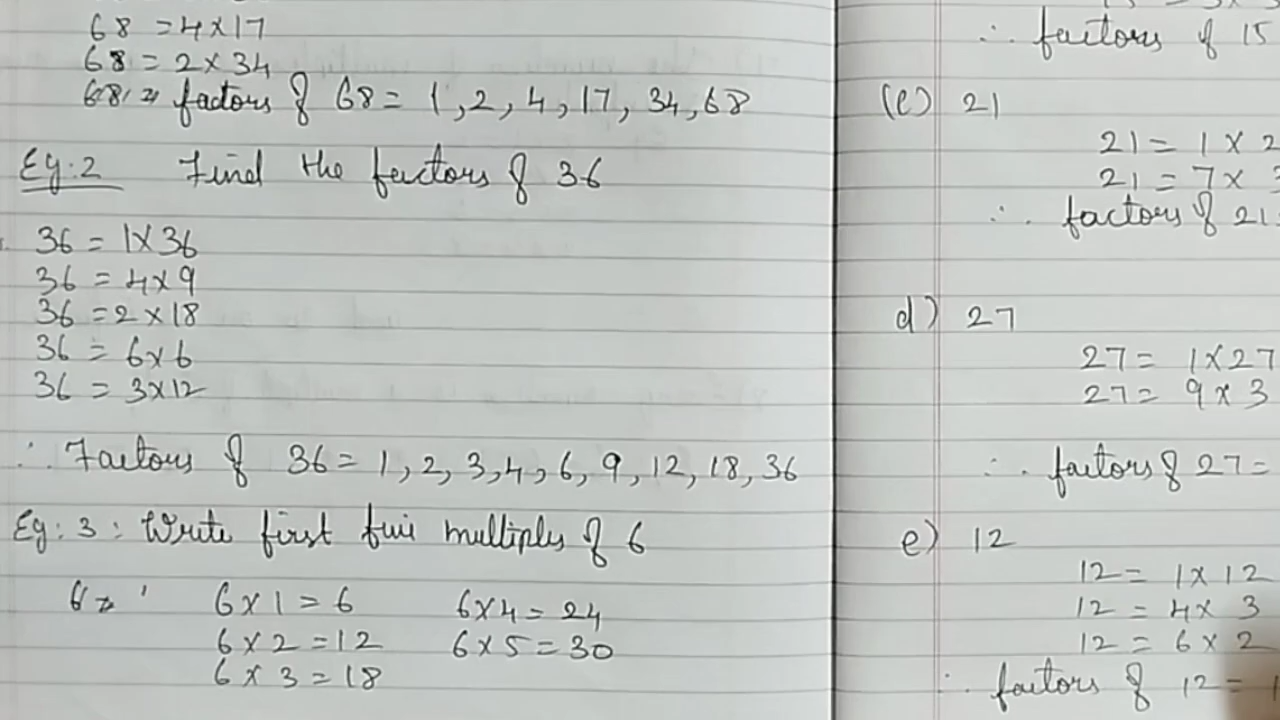 68 = 4 x 17
68 = 2 x 34
factors of 68 = 1, 2, 4, 17, 34, 68
Eg. 2 Find the factors of 36
36 = 1 x 36
36 = 4 x 9
36 = 2 x 18
36 = 6 x 6
36 = 3 x 12
∴ Factors of 36 = 1, 2, 3, 4, 6, 9, 12, 18, 36
Eg: 3: Write first five multiples of 6
6 x 1 = 6 6 x 4 = 24
6 x 2 = 12 6 x 5 = 30
6 x 3 = 18
∴ factors of 15
(c) 21
21 = 1 x 2
21 = 7 x
∴ factors of 21
d) 27
27 = 1 x 27
27 = 9 x 3
∴ factors of 27 =
e) 12
12 = 1 x 12
12 = 4 x 3
12 = 6 x 2
∴ factors of 12 = 1